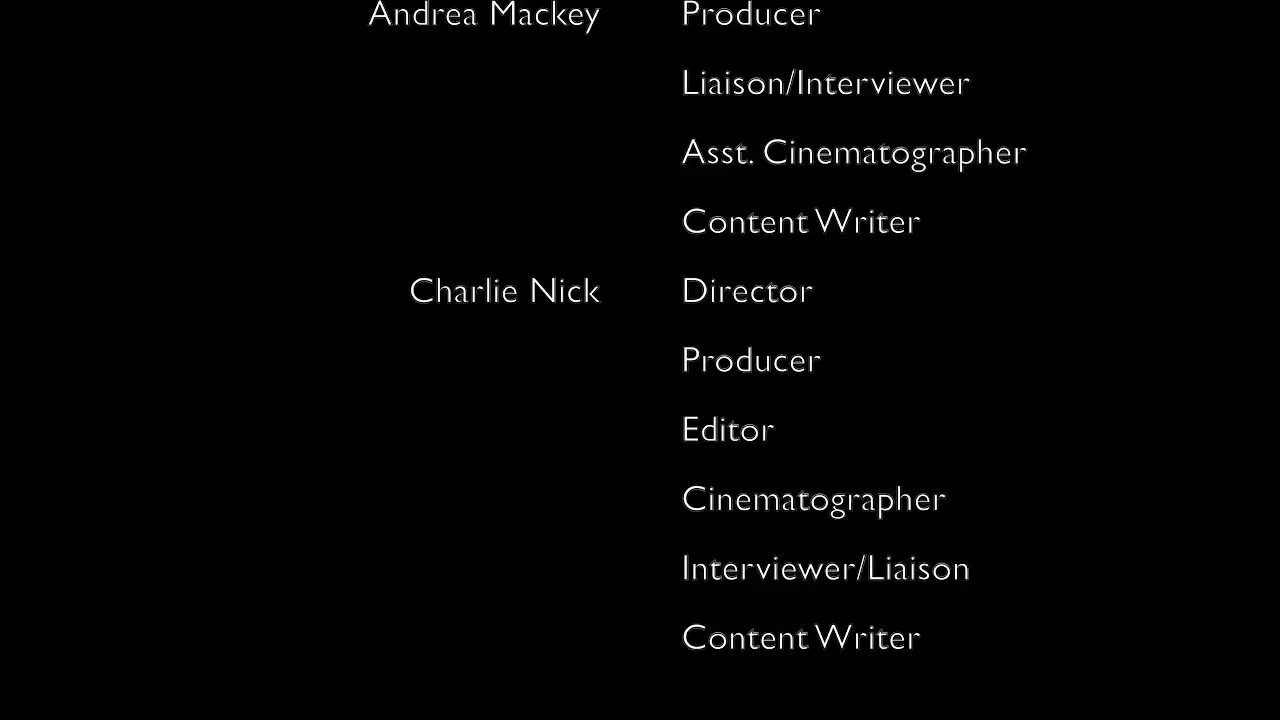 Andrea Mackey Producer
Liaison/Interviewer
Asst. Cinematographer
Content Writer
Charlie Nick Director
Producer
Editor
Cinematographer
Interviewer/Liaison
Content Writer